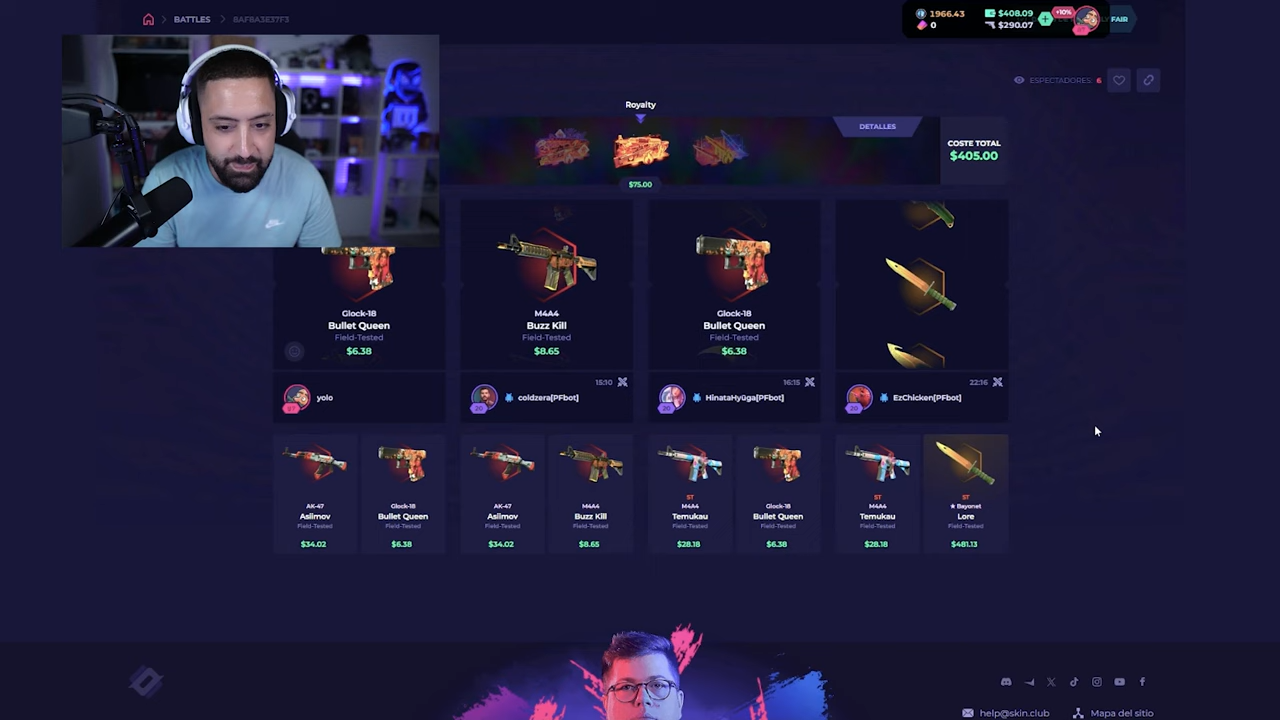 BATTLES
8AF8A3E37F3
1966.43
$408.09
+10%
FAIR
0
$290.07
ESPECTADORES 6
Royalty
DETALLES
COSTE TOTAL
$405.00
$75.00
Glock-18
Bullet Queen
Field-Tested
$6.38
M4A4
Buzz Kill
Field-Tested
$8.65
Glock-18
Bullet Queen
Field-Tested
$6.38
yolo
15:10
20
coldzera[PFbot]
16:15
20
HinataHyüga[PFbot]
22:16
20
EzChicken[PFbot]
AK-47
Asiimov
Field-Tested
$34.02
Glock-18
Bullet Queen
Field-Tested
$6.38
AK-47
Asiimov
Field-Tested
$34.02
M4A4
Buzz Kill
Field-Tested
$8.65
ST
M4A4
Temukau
Field-Tested
$28.18
Glock-18
Bullet Queen
Field-Tested
$6.38
ST
M4A4
Temukau
Field-Tested
$28.18
ST
★ Bayonet
Lore
Field-Tested
$481.13
help@skin.club
Mapa del sitio